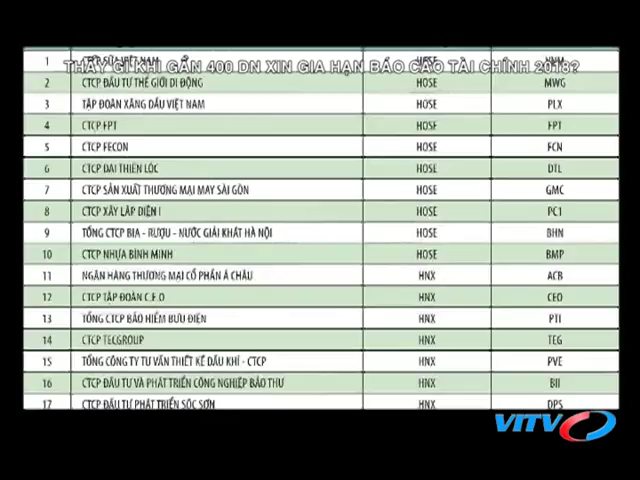 THẤY GÌ KHI GẦN 400 DN XIN GIA HẠN BÁO CÁO TÀI CHÍNH 2018?
1 CTCP SỮA VIỆT NAM HOSE VNM
2 CTCP ĐẦU TƯ THẾ GIỚI DI ĐỘNG HOSE MWG
3 TẬP ĐOÀN XĂNG DẦU VIỆT NAM HOSE PLX
4 CTCP FPT HOSE FPT
5 CTCP FECON HOSE FCN
6 CTCP ĐẠI THIÊN LỘC HOSE DTL
7 CTCP SẢN XUẤT THƯƠNG MẠI MAY SÀI GÒN HOSE GMC
8 CTCP XÂY LẮP ĐIỆN I HOSE PC1
9 TỔNG CTCP BIA - RƯỢU - NƯỚC GIẢI KHÁT HÀ NỘI HOSE BHN
10 CTCP NHỰA BÌNH MINH HOSE BMP
11 NGÂN HÀNG THƯƠNG MẠI CỔ PHẦN Á CHÂU HNX ACB
12 CTCP TẬP ĐOÀN C.E.O HNX CEO
13 TỔNG CTCP BẢO HIỂM BƯU ĐIỆN HNX PTI
14 CTCP TECGROUP HNX TEG
15 TỔNG CÔNG TY TƯ VẤN THIẾT KẾ DẦU KHÍ - CTCP HNX PVE
16 CTCP ĐẦU TƯ VÀ PHÁT TRIỂN CÔNG NGHIỆP BẢO THƯ HNX BII
17 CTCP ĐẦU TƯ PHÁT TRIỂN SÓC SƠN HNX DPS
VITV